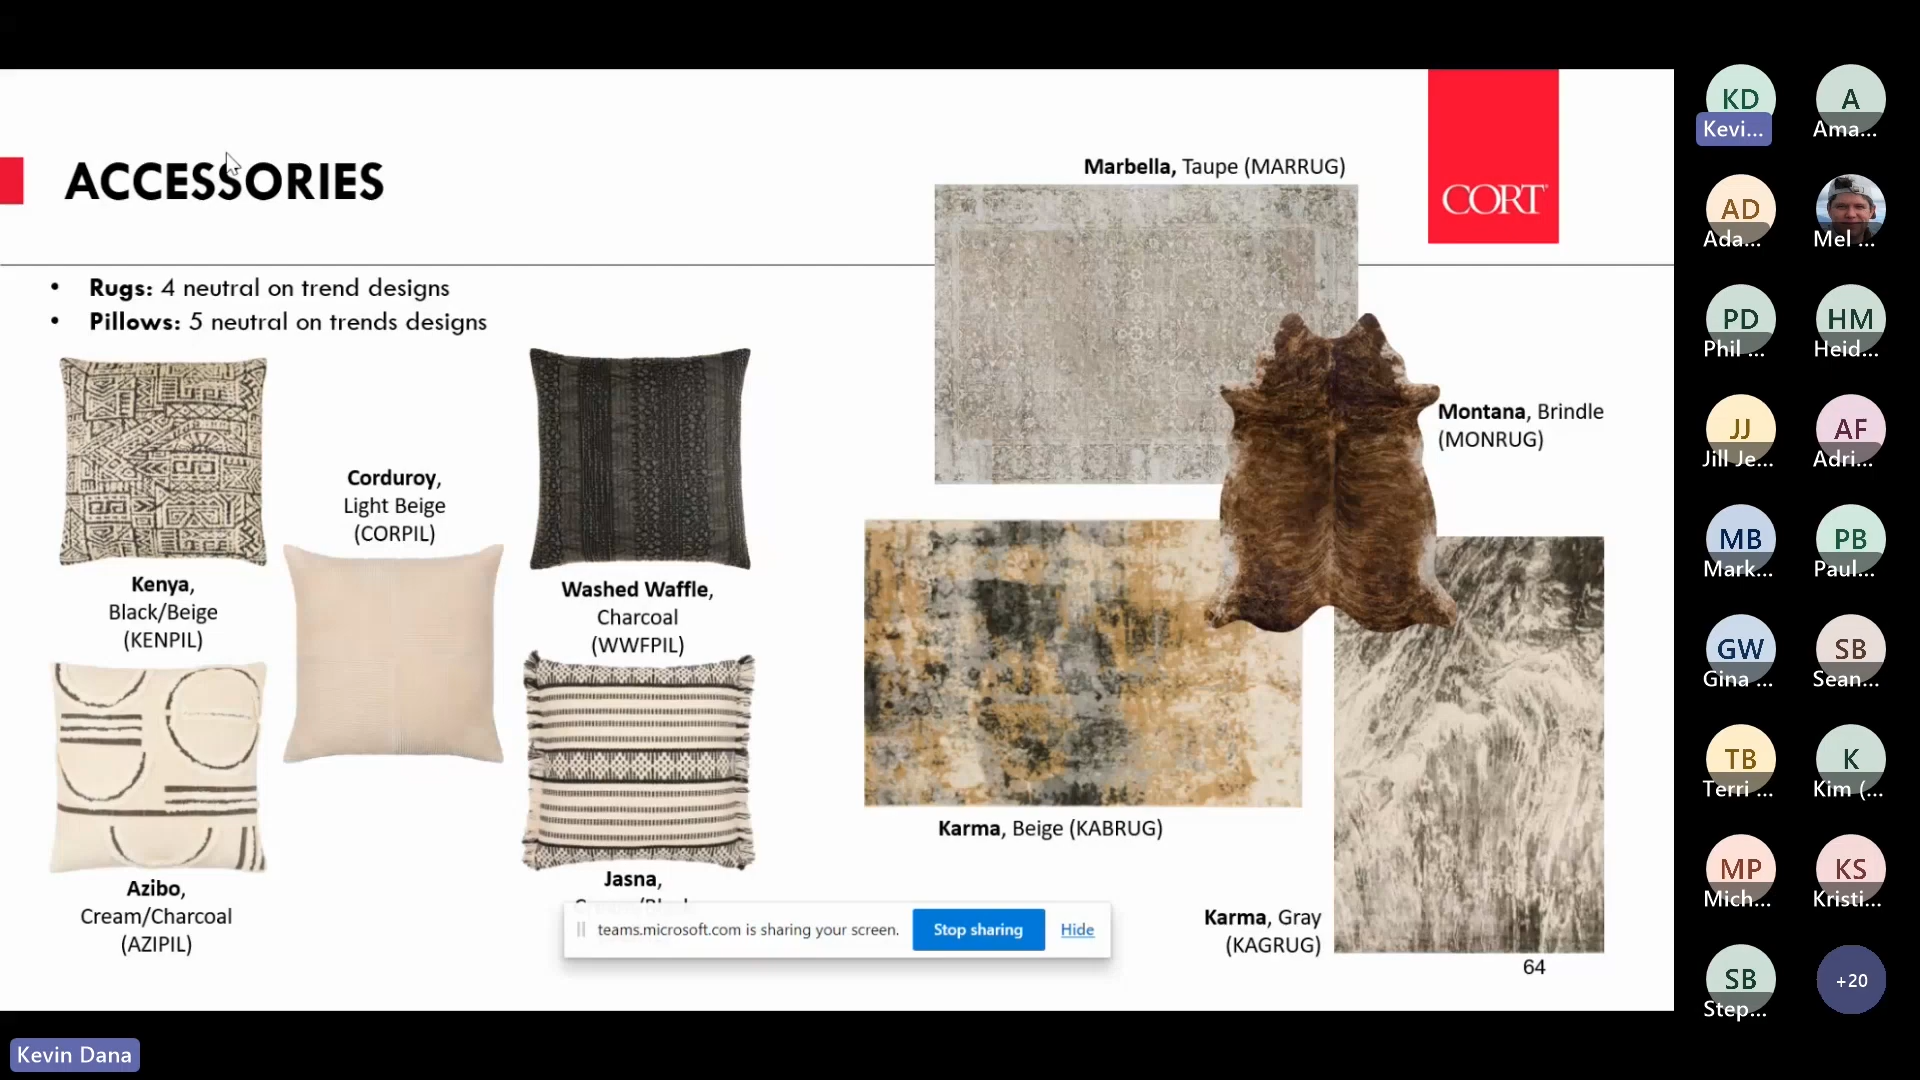 ACCESSORIES
CORT
• Rugs: 4 neutral on trend designs
• Pillows: 5 neutral on trends designs
Marbella, Taupe (MARRUG)
Montana, Brindle
(MONRUG)
Corduroy,
Light Beige
(CORPIL)
Kenya,
Black/Beige
(KENPIL)
Washed Waffle,
Charcoal
(WWFPIL)
Azibo,
Cream/Charcoal
(AZIPIL)
Jasna,
Karma, Beige (KABRUG)
Karma, Gray
(KAGRUG)
64
teams.microsoft.com is sharing your screen.
Stop sharing
Hide
Kevin Dana
KD
Kevi...
A
Ama...
AD
Ada...
Mel ...
PD
Phil ...
HM
Heid...
JJ
Jill Je...
AF
Adri...
MB
Mark...
PB
Paul...
GW
Gina ...
SB
Sean...
TB
Terri ...
K
Kim (...
MP
Mich...
KS
Kristi...
SB
Step...
+20